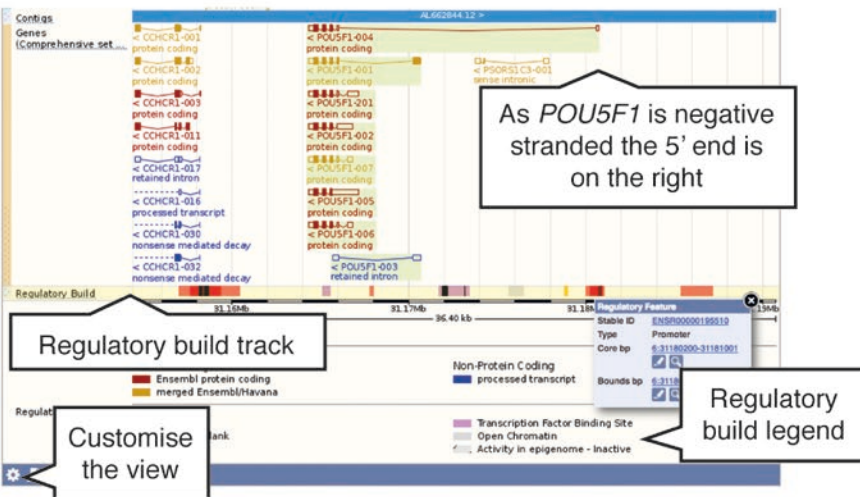 Contigs
AL662844.12 >
Genes
(Comprehensive set ...
< CCHCR1-001
protein coding
< POU5F1-004
protein coding
< CCHCR1-002
protein coding
< POU5F1-001
protein coding
< PSORS1C3-001
sense intronic
< CCHCR1-003
protein coding
< POU5F1-201
protein coding
< CCHCR1-011
protein coding
< POU5F1-002
protein coding
< CCHCR1-017
retained intron
< POU5F1-007
protein coding
< CCHCR1-016
processed transcript
< POU5F1-005
protein coding
< CCHCR1-030
nonsense mediated decay
< POU5F1-006
protein coding
< CCHCR1-032
nonsense mediated decay
< POU5F1-003
retained intron
As POU5F1 is negative
stranded the 5’ end is
on the right
Regulatory Build
31.16Mb
31.17Mb
31.18M
.19Mb
36.40 kb
Regulatory build track
Regulatory Feature
Stable ID ENSR00000195510
Type Promoter
Core bp 6:31180200-31181001
Bounds bp 6:3118
Ensembl protein coding
merged Ensembl/Havana
Non-Protein Coding
processed transcript
Regulat
lank
Transcription Factor Binding Site
Open Chromatin
Activity in epigenome - Inactive
Regulatory
build legend
Customise
the view